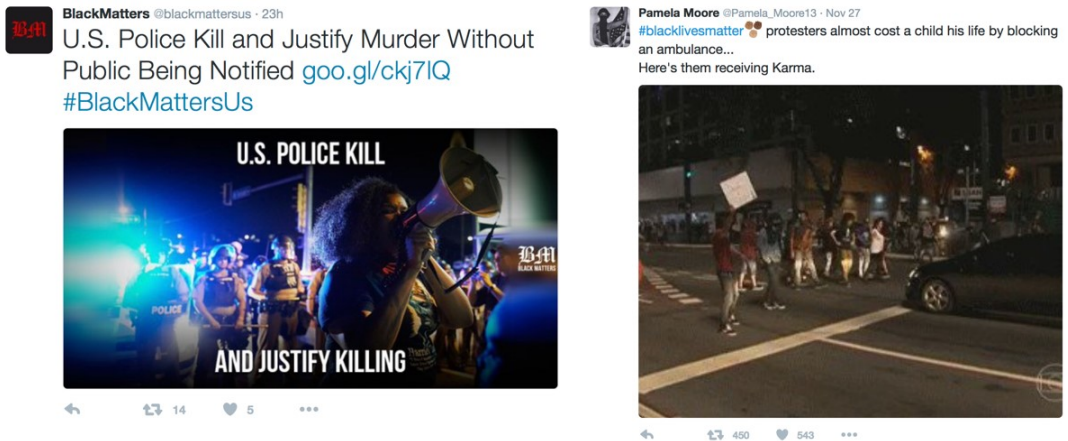 BlackMatters @blackmattersus · 23h
U.S. Police Kill and Justify Murder Without
Public Being Notified goo.gl/ckj7lQ
#BlackMattersUs
BM
U.S. POLICE KILL
POLICE
BM
BLACK MATTERS
AND JUSTIFY KILLING
14
5
Pamela Moore @Pamela_Moore13 · Nov 27
#blacklivesmatter protesters almost cost a child his life by blocking
an ambulance...
Here's them receiving Karma.
450
543